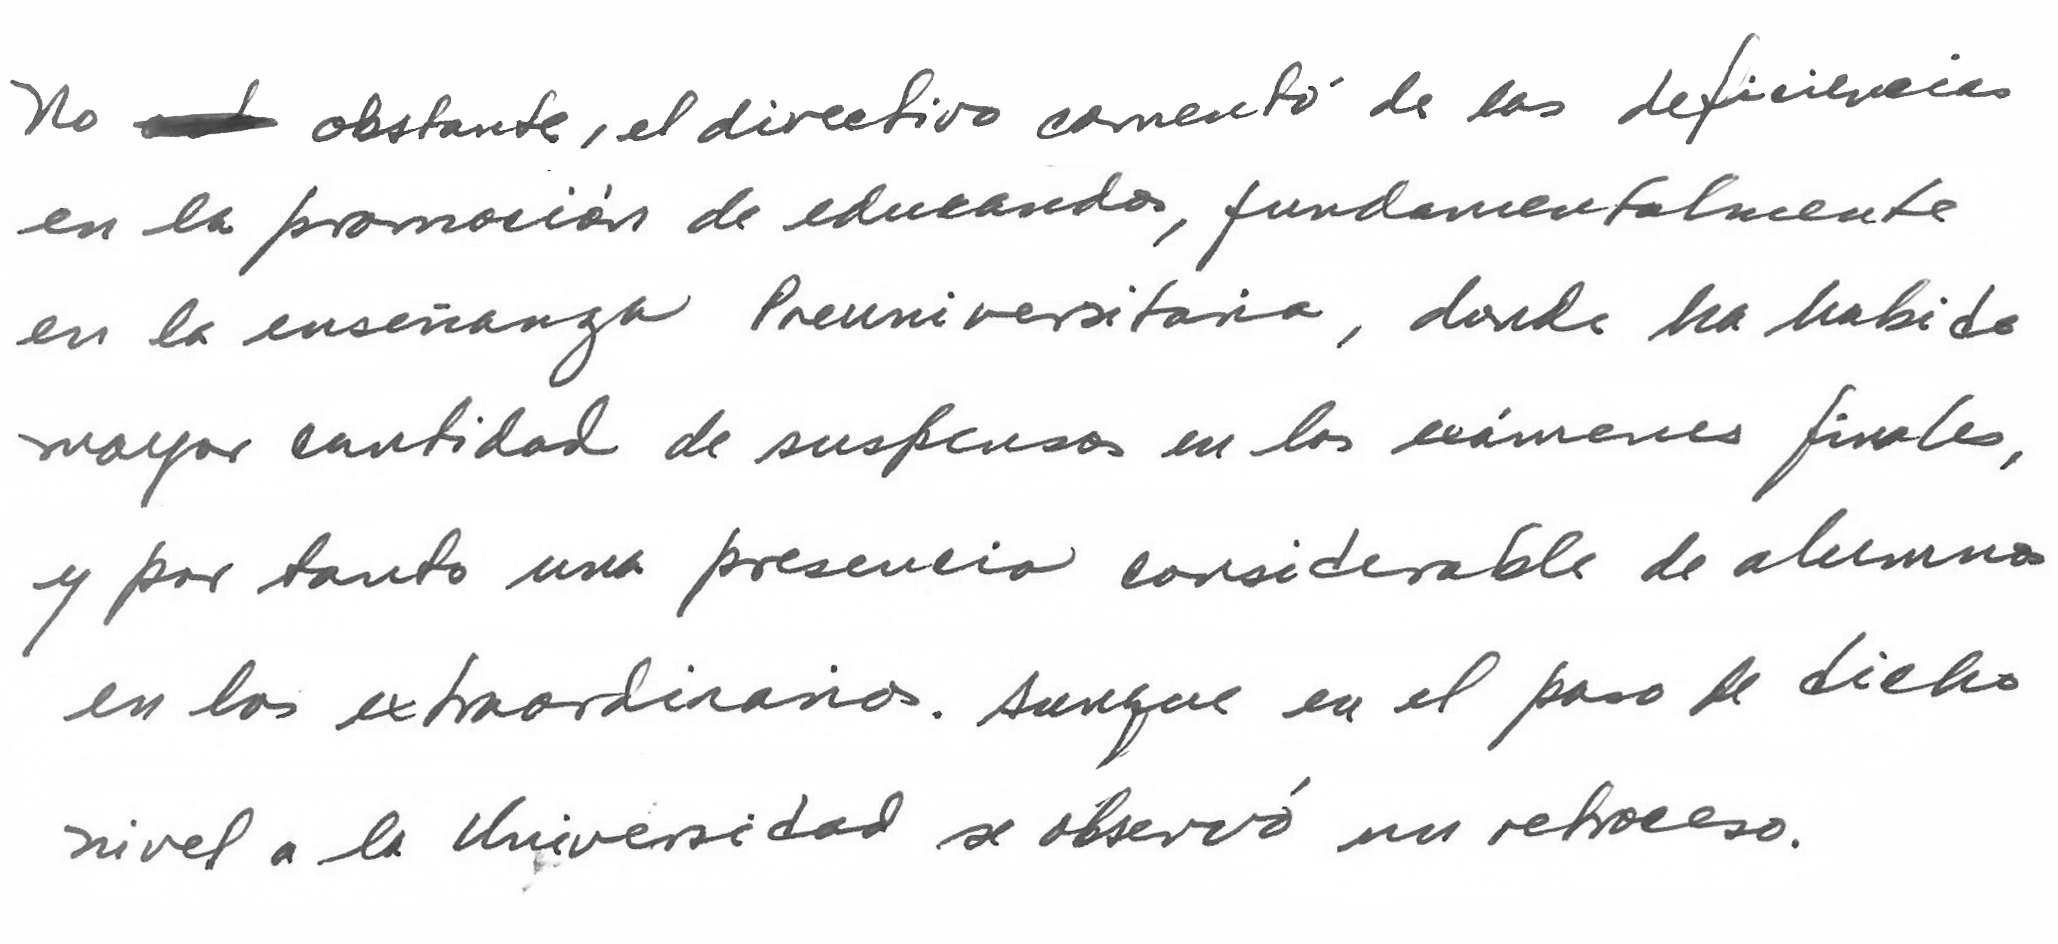 No obstante, el directivo comentó de las deficiencias
en la promoción de educandos, fundamentalmente
en la enseñanza Preuniversitaria, donde ha habido
mayor cantidad de suspensos en los exámenes finales,
y por tanto una presencia considerable de alumnos
en los extraordinarios. Aunque en el paso de dicho
nivel a la Universidad se observó un retroceso.